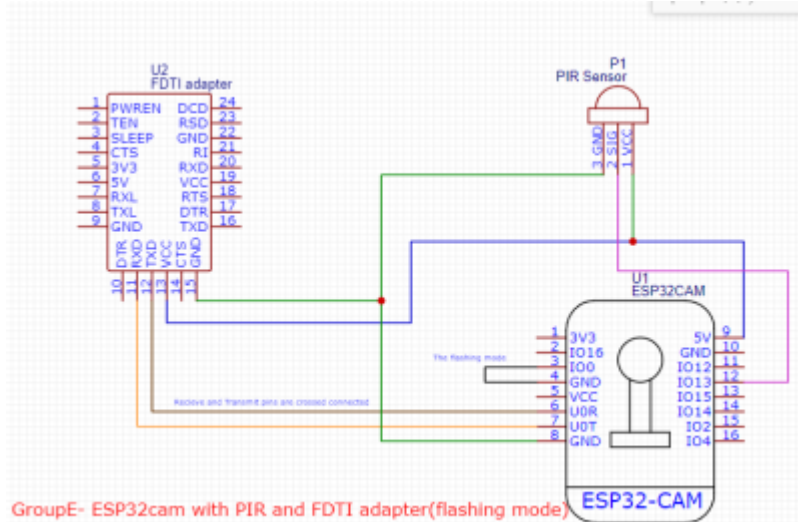 U2
FDTI adapter
1 PWREN DCD 24
2 TEN RSD 23
3 SLEEP GND 22
4 CTS RI 21
5 3V3 RXD 20
6 5V VCC 19
7 RXL RTS 18
8 TXL DTR 17
9 GND TXD 16
DTR RXD TXD VCC CTS GND
10 11 12 13 14 15
P1
PIR Sensor
3 GND
2 SIG
1 VCC
U1
ESP32CAM
1 3V3 5V 9
2 IO16 GND 10
3 IO0 IO12 11
4 GND IO13 12
5 VCC IO15 13
6 U0R IO14 14
7 U0T IO2 15
8 GND IO4 16
The flashing mode
Recieve and Transmit pins are crossed connected
ESP32-CAM
GroupE- ESP32cam with PIR and FDTI adapter(flashing mode)